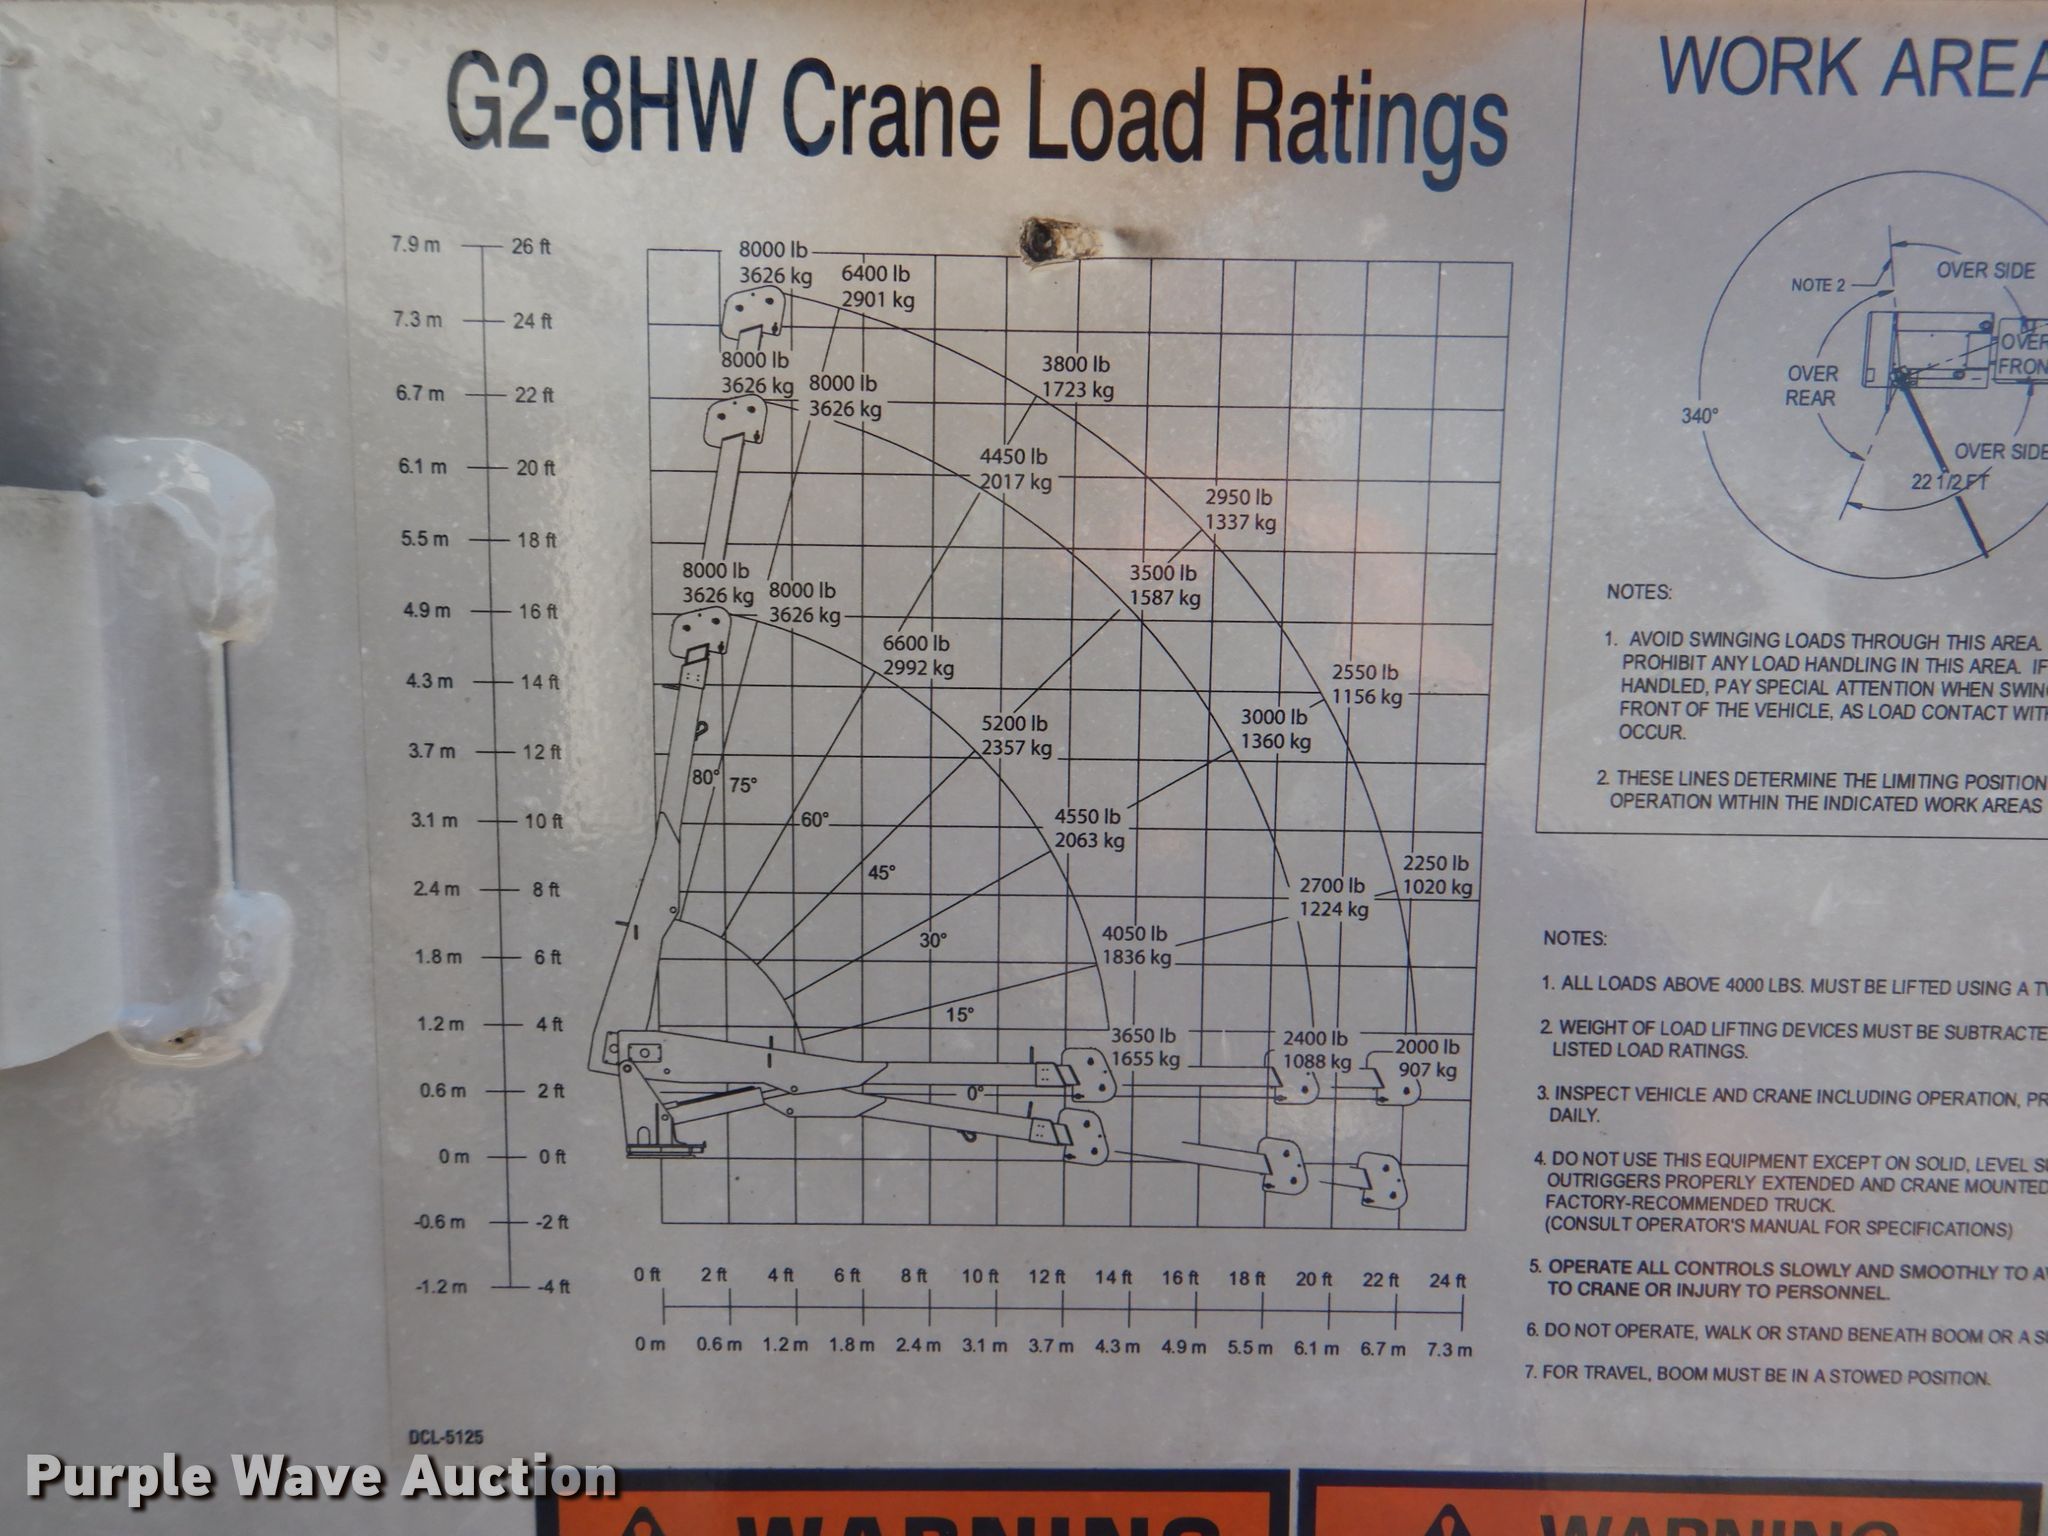 G2-8HW Crane Load Ratings
WORK AREA
7.9 m 26 ft
7.3 m 24 ft
6.7 m 22 ft
6.1 m 20 ft
5.5 m 18 ft
4.9 m 16 ft
4.3 m 14 ft
3.7 m 12 ft
3.1 m 10 ft
2.4 m 8 ft
1.8 m 6 ft
1.2 m 4 ft
0.6 m 2 ft
0 m 0 ft
-0.6 m -2 ft
-1.2 m -4 ft
8000 lb
3626 kg
6400 lb
2901 kg
3800 lb
1723 kg
2950 lb
1337 kg
2550 lb
1156 kg
2250 lb
1020 kg
2000 lb
907 kg
8000 lb
3626 kg
8000 lb
3626 kg
4450 lb
2017 kg
3500 lb
1587 kg
3000 lb
1360 kg
2700 lb
1224 kg
2400 lb
1088 kg
8000 lb
3626 kg
8000 lb
3626 kg
6600 lb
2992 kg
5200 lb
2357 kg
4550 lb
2063 kg
4050 lb
1836 kg
3650 lb
1655 kg
80° 75°
60°
45°
30°
15°
0°
0 ft 2 ft 4 ft 6 ft 8 ft 10 ft 12 ft 14 ft 16 ft 18 ft 20 ft 22 ft 24 ft
0 m 0.6 m 1.2 m 1.8 m 2.4 m 3.1 m 3.7 m 4.3 m 4.9 m 5.5 m 6.1 m 6.7 m 7.3 m
DCL-5125
OVER SIDE
NOTE 2
OVER
FRON
OVER
REAR
340°
OVER SIDE
22 1/2 FT
NOTES:
1. AVOID SWINGING LOADS THROUGH THIS AREA.
PROHIBIT ANY LOAD HANDLING IN THIS AREA. IF
HANDLED, PAY SPECIAL ATTENTION WHEN SWIN
FRONT OF THE VEHICLE, AS LOAD CONTACT WIT
OCCUR.
2. THESE LINES DETERMINE THE LIMITING POSITION
OPERATION WITHIN THE INDICATED WORK AREAS
NOTES:
1. ALL LOADS ABOVE 4000 LBS. MUST BE LIFTED USING A TW
2. WEIGHT OF LOAD LIFTING DEVICES MUST BE SUBTRACTE
LISTED LOAD RATINGS.
3. INSPECT VEHICLE AND CRANE INCLUDING OPERATION, PR
DAILY.
4. DO NOT USE THIS EQUIPMENT EXCEPT ON SOLID, LEVEL SU
OUTRIGGERS PROPERLY EXTENDED AND CRANE MOUNTED
FACTORY-RECOMMENDED TRUCK.
(CONSULT OPERATOR'S MANUAL FOR SPECIFICATIONS)
5. OPERATE ALL CONTROLS SLOWLY AND SMOOTHLY TO AV
TO CRANE OR INJURY TO PERSONNEL.
6. DO NOT OPERATE, WALK OR STAND BENEATH BOOM OR A SU
7. FOR TRAVEL, BOOM MUST BE IN A STOWED POSITION.
Purple Wave Auction
WARNING
WARNING